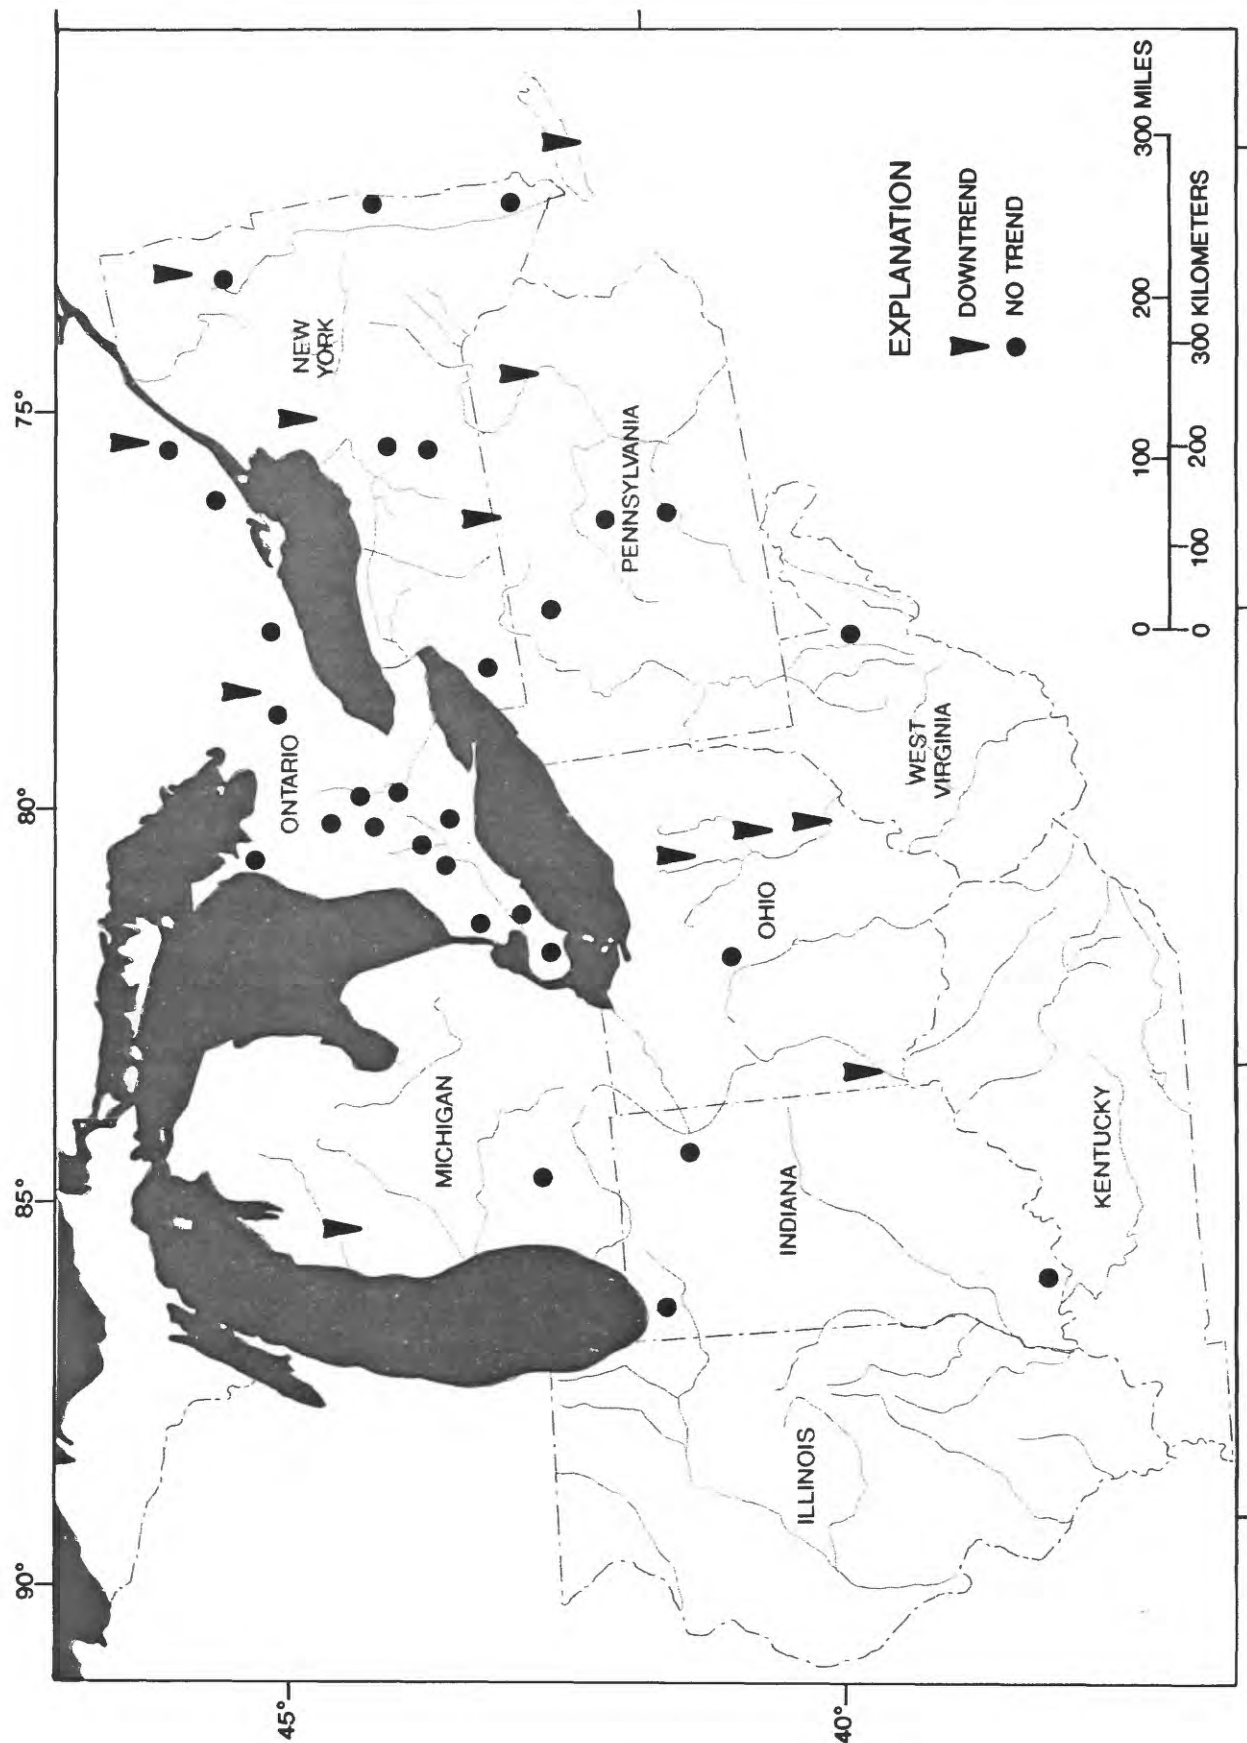 90°
85°
80°
75°
45°
40°
ONTARIO
NEW
YORK
MICHIGAN
PENNSYLVANIA
OHIO
INDIANA
ILLINOIS
WEST
VIRGINIA
KENTUCKY
EXPLANATION
DOWNTREND
NO TREND
0 100 200 300 MILES
0 100 200 300 KILOMETERS